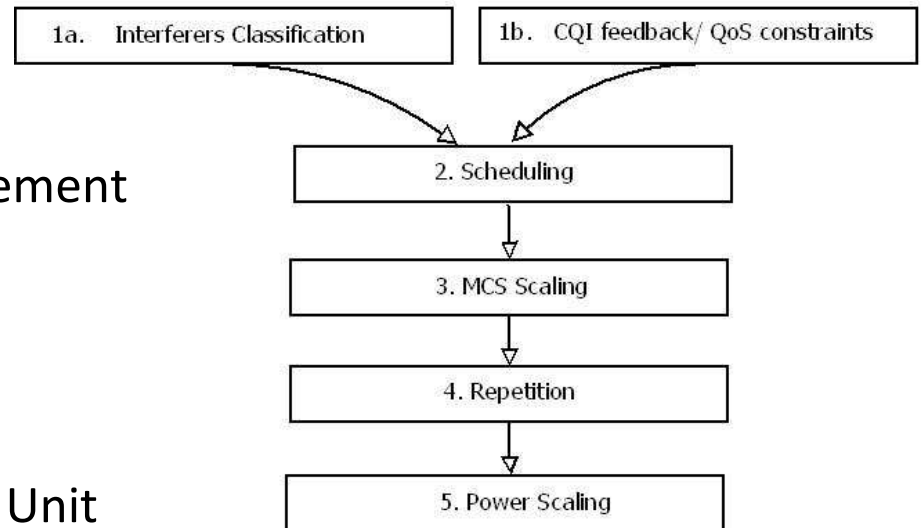 1a. Interferers Classification
1b. CQI feedback/ QoS constraints
2. Scheduling
ement
3. MCS Scaling
4. Repetition
5. Power Scaling
Unit